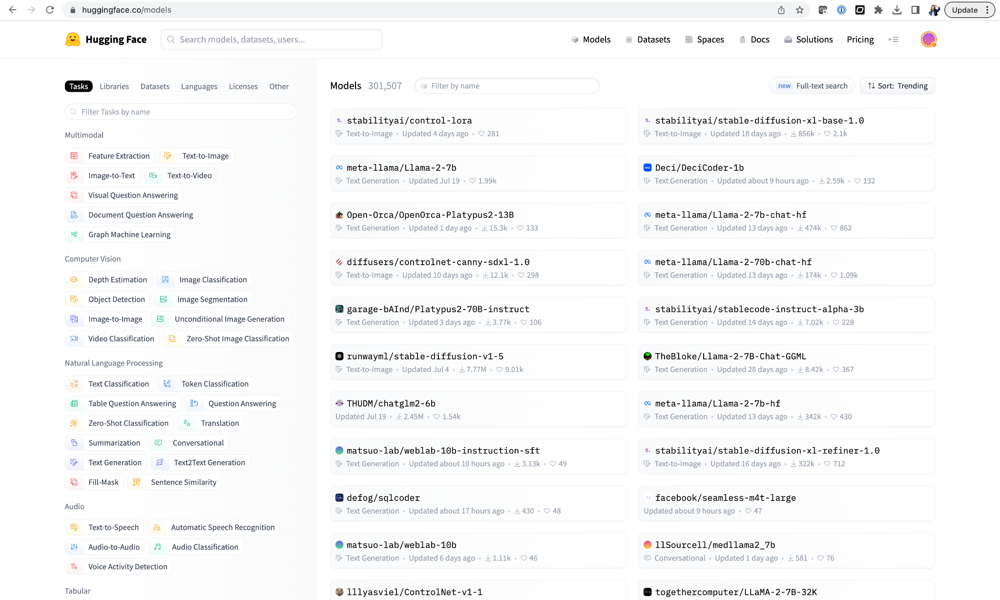 huggingface.co/models
Update
Hugging Face
Search models, datasets, users...
Models
Datasets
Spaces
Docs
Solutions
Pricing
Tasks
Libraries
Datasets
Languages
Licenses
Other
Filter Tasks by name
Multimodal
Feature Extraction
Text-to-Image
Image-to-Text
Text-to-Video
Visual Question Answering
Document Question Answering
Graph Machine Learning
Computer Vision
Depth Estimation
Image Classification
Object Detection
Image Segmentation
Image-to-Image
Unconditional Image Generation
Video Classification
Zero-Shot Image Classification
Natural Language Processing
Text Classification
Token Classification
Table Question Answering
Question Answering
Zero-Shot Classification
Translation
Summarization
Conversational
Text Generation
Text2Text Generation
Fill-Mask
Sentence Similarity
Audio
Text-to-Speech
Automatic Speech Recognition
Audio-to-Audio
Audio Classification
Voice Activity Detection
Tabular
Models 301,507
Filter by name
new Full-text search
Sort: Trending
stabilityai/control-lora
Text-to-Image • Updated 4 days ago • 281
stabilityai/stable-diffusion-xl-base-1.0
Text-to-Image • Updated 18 days ago • 856k • 2.1k
meta-llama/Llama-2-7b
Text Generation • Updated Jul 19 • 1.99k
Deci/DeciCoder-1b
Text Generation • Updated about 9 hours ago • 2.59k • 132
Open-Orca/OpenOrca-Platypus2-13B
Text Generation • Updated 1 day ago • 15.3k • 133
meta-llama/Llama-2-7b-chat-hf
Text Generation • Updated 13 days ago • 474k • 862
diffusers/controlnet-canny-sdxl-1.0
Text-to-Image • Updated 10 days ago • 12.1k • 298
meta-llama/Llama-2-70b-chat-hf
Text Generation • Updated 13 days ago • 174k • 1.09k
garage-bAInd/Platypus2-70B-instruct
Text Generation • Updated 3 days ago • 3.77k • 106
stabilityai/stablecode-instruct-alpha-3b
Text Generation • Updated 14 days ago • 7.02k • 228
runwayml/stable-diffusion-v1-5
Text-to-Image • Updated Jul 4 • 7.77M • 9.01k
TheBloke/Llama-2-7B-Chat-GGML
Text Generation • Updated 28 days ago • 8.42k • 367
THUDM/chatglm2-6b
Updated Jul 19 • 2.45M • 1.54k
meta-llama/Llama-2-7b-hf
Text Generation • Updated 13 days ago • 342k • 430
matsuo-lab/weblab-10b-instruction-sft
Text Generation • Updated about 10 hours ago • 3.13k • 49
stabilityai/stable-diffusion-xl-refiner-1.0
Text-to-Image • Updated 16 days ago • 322k • 712
defog/sqlcoder
Text Generation • Updated about 17 hours ago • 430 • 48
facebook/seamless-m4t-large
Updated about 9 hours ago • 47
matsuo-lab/weblab-10b
Text Generation • Updated 6 days ago • 1.11k • 46
llSourcell/medllama2_7b
Conversational • Updated 1 day ago • 581 • 76
lllyasviel/ControlNet-v1-1
togethercomputer/LLaMA-2-7B-32K